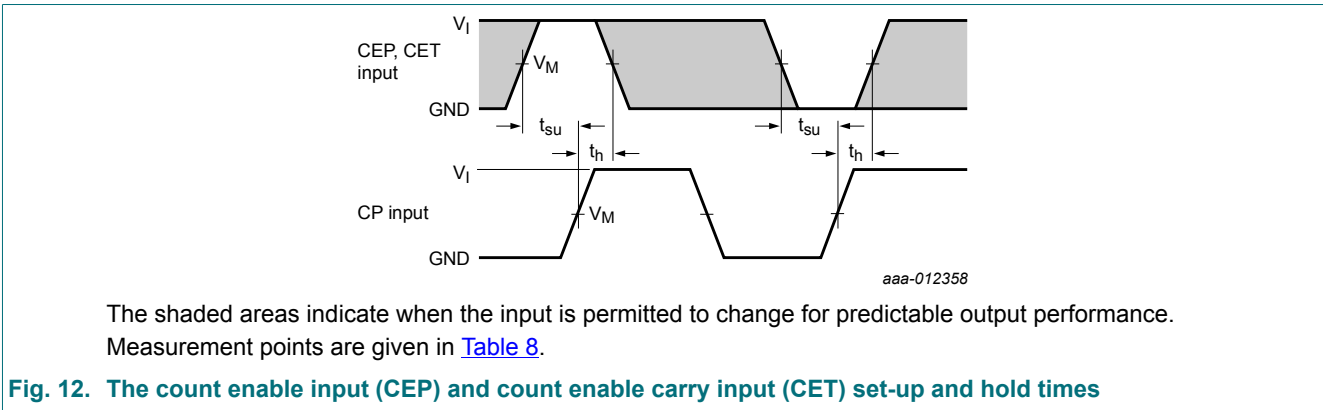 V_I
CEP, CET
input
V_M
GND
t_su
t_su
t_h
t_h
V_I
CP input
V_M
GND
aaa-012358
The shaded areas indicate when the input is permitted to change for predictable output performance.
Measurement points are given in Table 8.
Fig. 12. The count enable input (CEP) and count enable carry input (CET) set-up and hold times